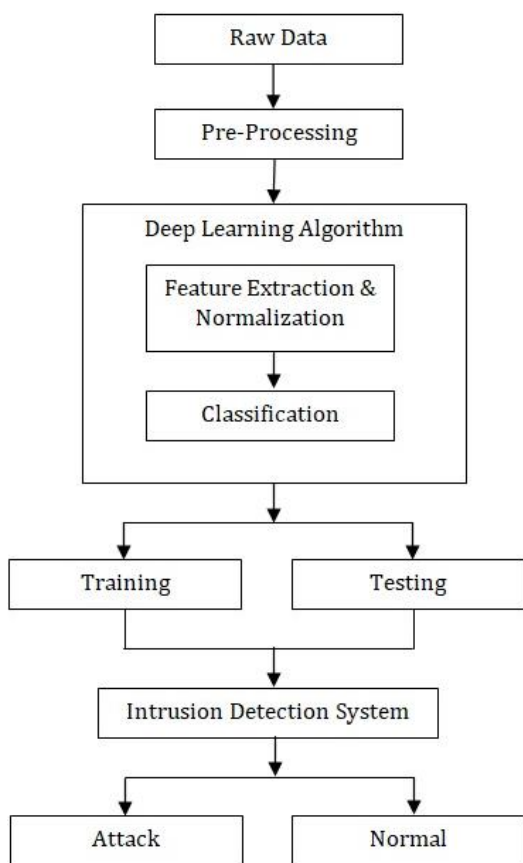 Raw Data
Pre-Processing
Deep Learning Algorithm
Feature Extraction &
Normalization
Classification
Training
Testing
Intrusion Detection System
Attack
Normal